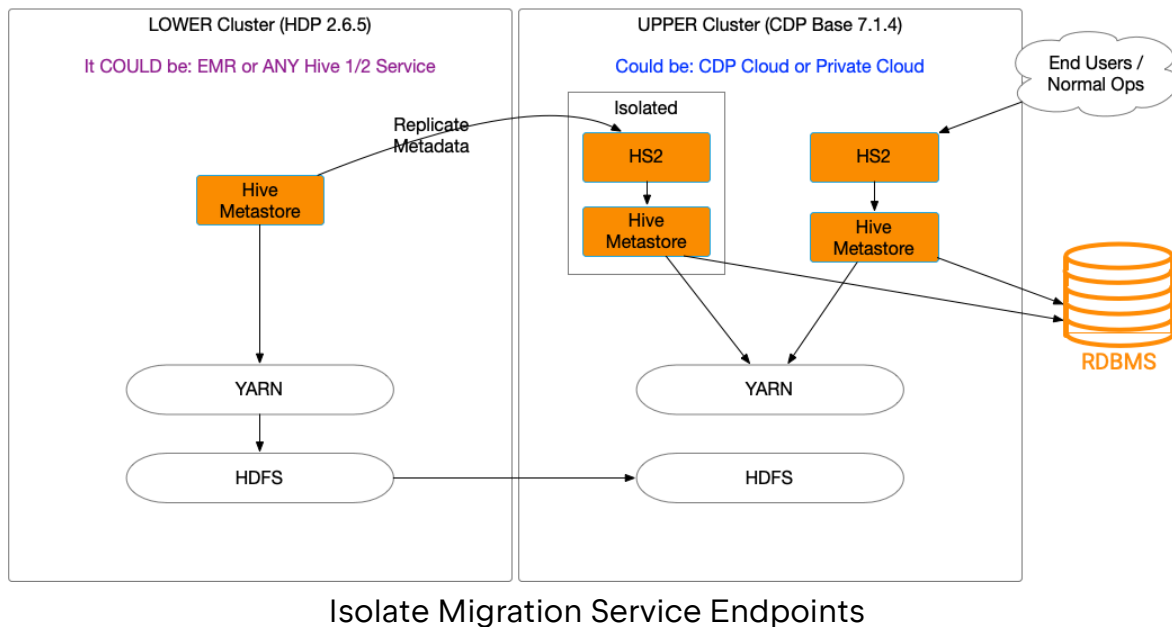 LOWER Cluster (HDP 2.6.5)
It COULD be: EMR or ANY Hive 1/2 Service
Replicate
Metadata
Hive
Metastore
YARN
HDFS
UPPER Cluster (CDP Base 7.1.4)
Could be: CDP Cloud or Private Cloud
Isolated
HS2
Hive
Metastore
HS2
Hive
Metastore
YARN
HDFS
End Users /
Normal Ops
RDBMS
Isolate Migration Service Endpoints